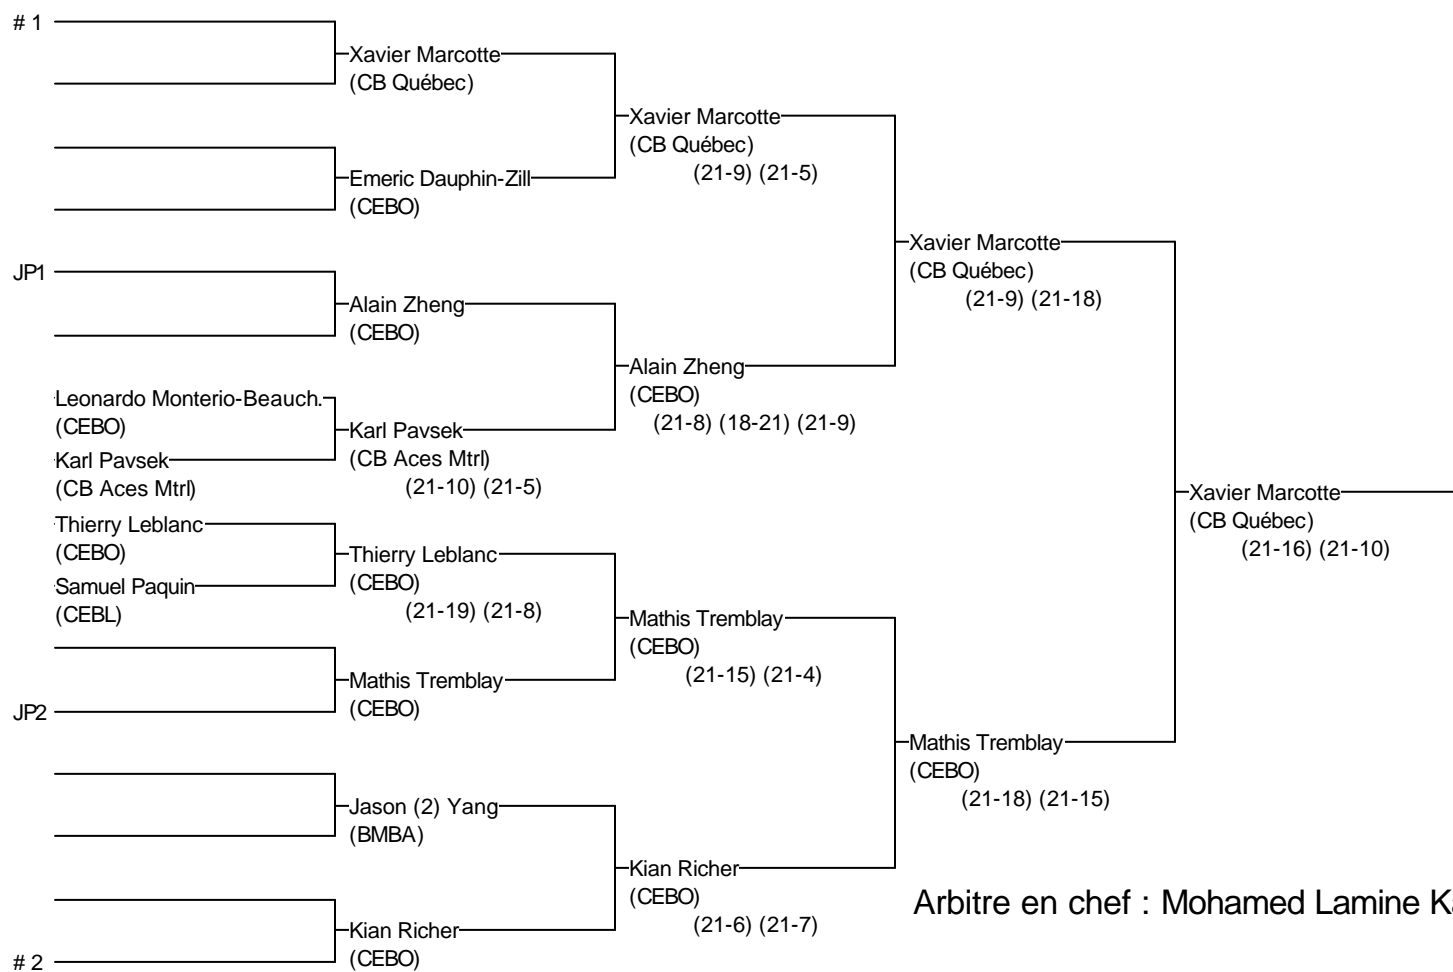 # 1
Xavier Marcotte
(CB Québec)
Xavier Marcotte
(CB Québec)
(21-9) (21-5)
Emeric Dauphin-Zill
(CEBO)
Xavier Marcotte
(CB Québec)
(21-9) (21-18)
JP1
Alain Zheng
(CEBO)
Alain Zheng
(CEBO)
(21-8) (18-21) (21-9)
Leonardo Monterio-Beauch.
(CEBO)
Karl Pavsek
(CB Aces Mtrl)
(21-10) (21-5)
Karl Pavsek
(CB Aces Mtrl)
Xavier Marcotte
(CB Québec)
(21-16) (21-10)
Thierry Leblanc
(CEBO)
Thierry Leblanc
(CEBO)
(21-19) (21-8)
Samuel Paquin
(CEBL)
Mathis Tremblay
(CEBO)
(21-15) (21-4)
Mathis Tremblay
(CEBO)
JP2
Mathis Tremblay
(CEBO)
(21-18) (21-15)
Jason (2) Yang
(BMBA)
Kian Richer
(CEBO)
(21-6) (21-7)
Arbitre en chef : Mohamed Lamine
Kian Richer
(CEBO)
# 2